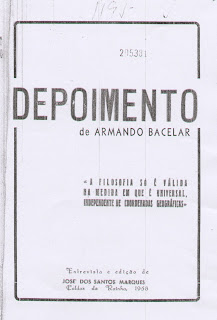 DEPOIMENTO
de ARMANDO BACELAR
«A FILOSOFIA SÓ É VÁLIDA
NA MEDIDA EM QUE É UNIVERSAL,
INDEPENDENTE DE COORDENADAS GEOGRÁFICAS»
Entrevista e edição de
JOSÉ DOS SANTOS MARQUES
Caldas da Rainha, 1958